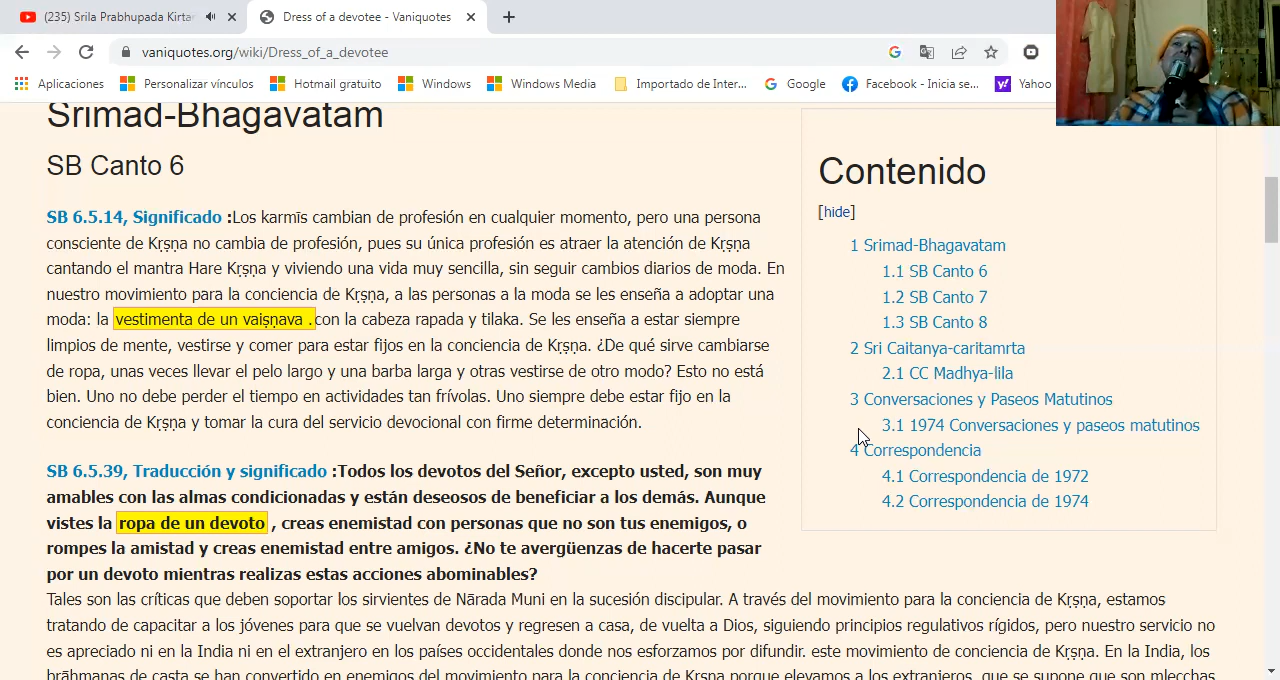 (235) Srila Prabhupada Kirta
Dress of a devotee - Vaniquotes
vaniquotes.org/wiki/Dress_of_a_devotee
Aplicaciones Personalizar vínculos Hotmail gratuito Windows Windows Media Importado de Inter... Google Facebook - Inicia se... Yahoo
Srimad-Bhagavatam
SB Canto 6
SB 6.5.14, Significado :Los karmīs cambian de profesión en cualquier momento, pero una persona
consciente de Kṛṣṇa no cambia de profesión, pues su única profesión es atraer la atención de Kṛṣṇa
cantando el mantra Hare Kṛṣṇa y viviendo una vida muy sencilla, sin seguir cambios diarios de moda. En
nuestro movimiento para la conciencia de Kṛṣṇa, a las personas a la moda se les enseña a adoptar una
moda: la vestimenta de un vaiṣṇava .con la cabeza rapada y tilaka. Se les enseña a estar siempre
limpios de mente, vestirse y comer para estar fijos en la conciencia de Kṛṣṇa. ¿De qué sirve cambiarse
de ropa, unas veces llevar el pelo largo y una barba larga y otras vestirse de otro modo? Esto no está
bien. Uno no debe perder el tiempo en actividades tan frívolas. Uno siempre debe estar fijo en la
conciencia de Kṛṣṇa y tomar la cura del servicio devocional con firme determinación.
SB 6.5.39, Traducción y significado :Todos los devotos del Señor, excepto usted, son muy
amables con las almas condicionadas y están deseosos de beneficiar a los demás. Aunque
vistes la ropa de un devoto , creas enemistad con personas que no son tus enemigos, o
rompes la amistad y creas enemistad entre amigos. ¿No te avergüenzas de hacerte pasar
por un devoto mientras realizas estas acciones abominables?
Tales son las críticas que deben soportar los sirvientes de Nārada Muni en la sucesión discipular. A través del movimiento para la conciencia de Kṛṣṇa, estamos
tratando de capacitar a los jóvenes para que se vuelvan devotos y regresen a casa, de vuelta a Dios, siguiendo principios regulativos rígidos, pero nuestro servicio no
es apreciado ni en la India ni en el extranjero en los países occidentales donde nos esforzamos por difundir. este movimiento de conciencia de Kṛṣṇa. En la India, los
brāhmaṇas de casta se han convertido en enemigos del movimiento para la conciencia de Kṛṣṇa porque elevamos a los extranjeros, que se supone que son mlecchas
Contenido
[hide]
1 Srimad-Bhagavatam
1.1 SB Canto 6
1.2 SB Canto 7
1.3 SB Canto 8
2 Sri Caitanya-caritamrta
2.1 CC Madhya-lila
3 Conversaciones y Paseos Matutinos
3.1 1974 Conversaciones y paseos matutinos
4 Correspondencia
4.1 Correspondencia de 1972
4.2 Correspondencia de 1974